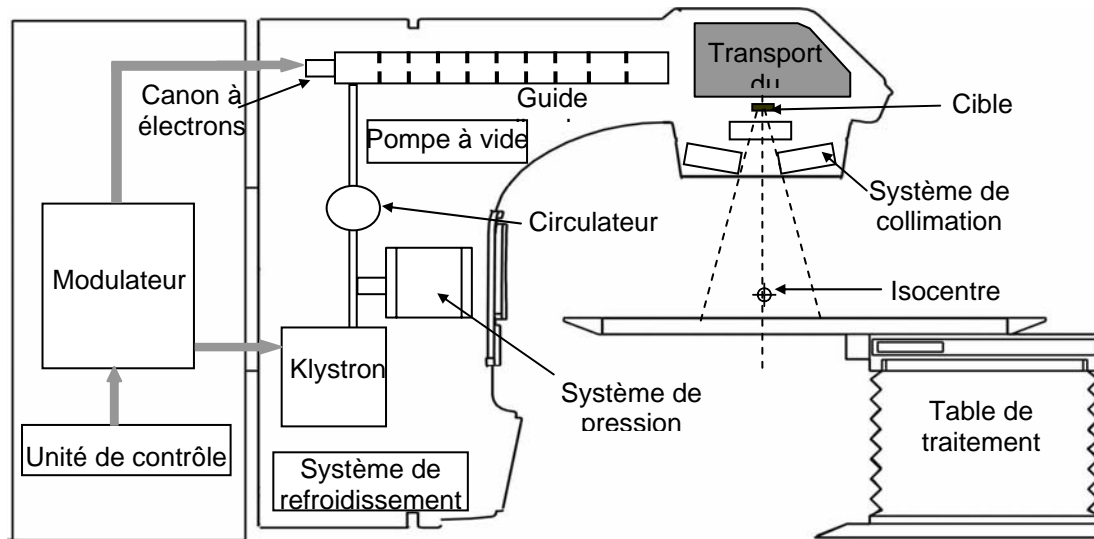 Transport
du
Canon à
électrons
Guide
Cible
Pompe à vide
Système de
collimation
Circulateur
Modulateur
Isocentre
Klystron
Système de
pression
Table de
traitement
Unité de contrôle
Système de
refroidissement